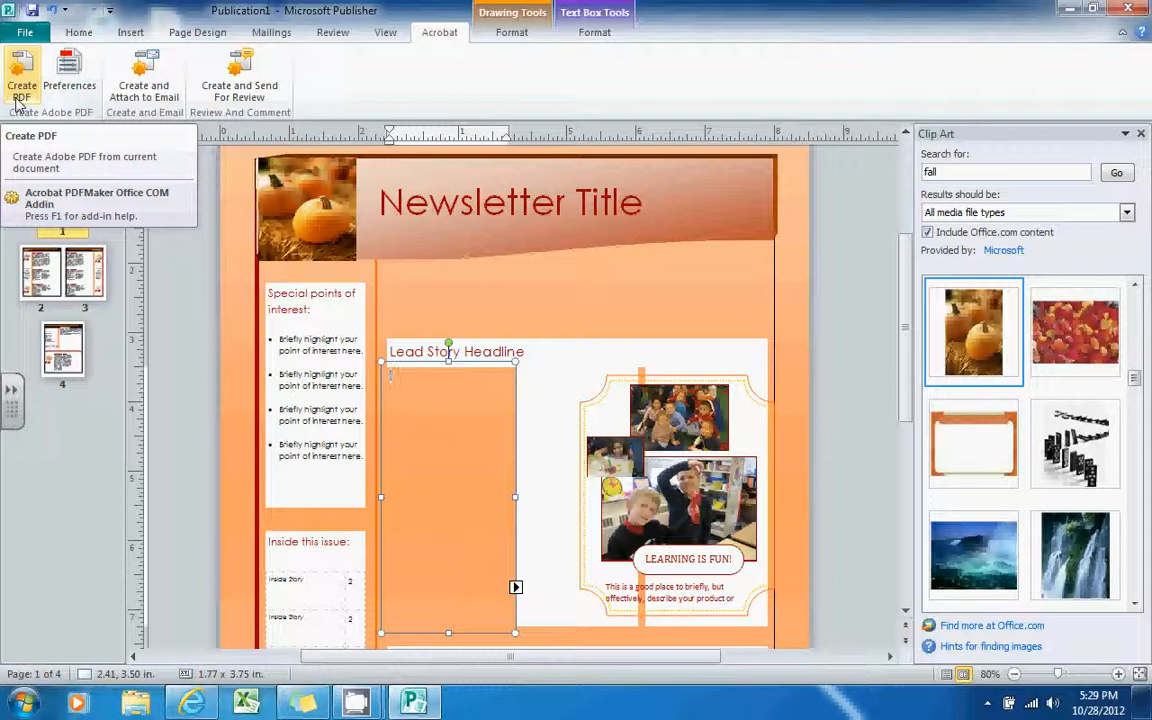 Publication1 - Microsoft Publisher
Drawing Tools
Text Box Tools
File
Home
Insert
Page Design
Mailings
Review
View
Acrobat
Format
Format
Create
PDF
Preferences
Create and
Attach to Email
Create and Send
For Review
Create Adobe PDF
Create and Email
Review And Comment
Create PDF
Create Adobe PDF from current
document
Acrobat PDFMaker Office COM
Addin
Press F1 for add-in help.
1
2
3
4
Newsletter Title
Special points of
interest:
Briefly highlight your
point of interest here.
Briefly highlight your
point of interest here.
Briefly highlight your
point of interest here.
Briefly highlight your
point of interest here.
Inside this issue:
Inside Story
2
Inside Story
2
Lead Story Headline
LEARNING IS FUN!
This is a good place to briefly, but
effectively, describe your product or
Clip Art
Search for:
fall
Go
Results should be:
All media file types
Include Office.com content
Provided by: Microsoft
Find more at Office.com
Hints for finding images
Page: 1 of 4
2.41, 3.50 in.
1.77 x 3.75 in.
80%
5:29 PM
10/28/2012